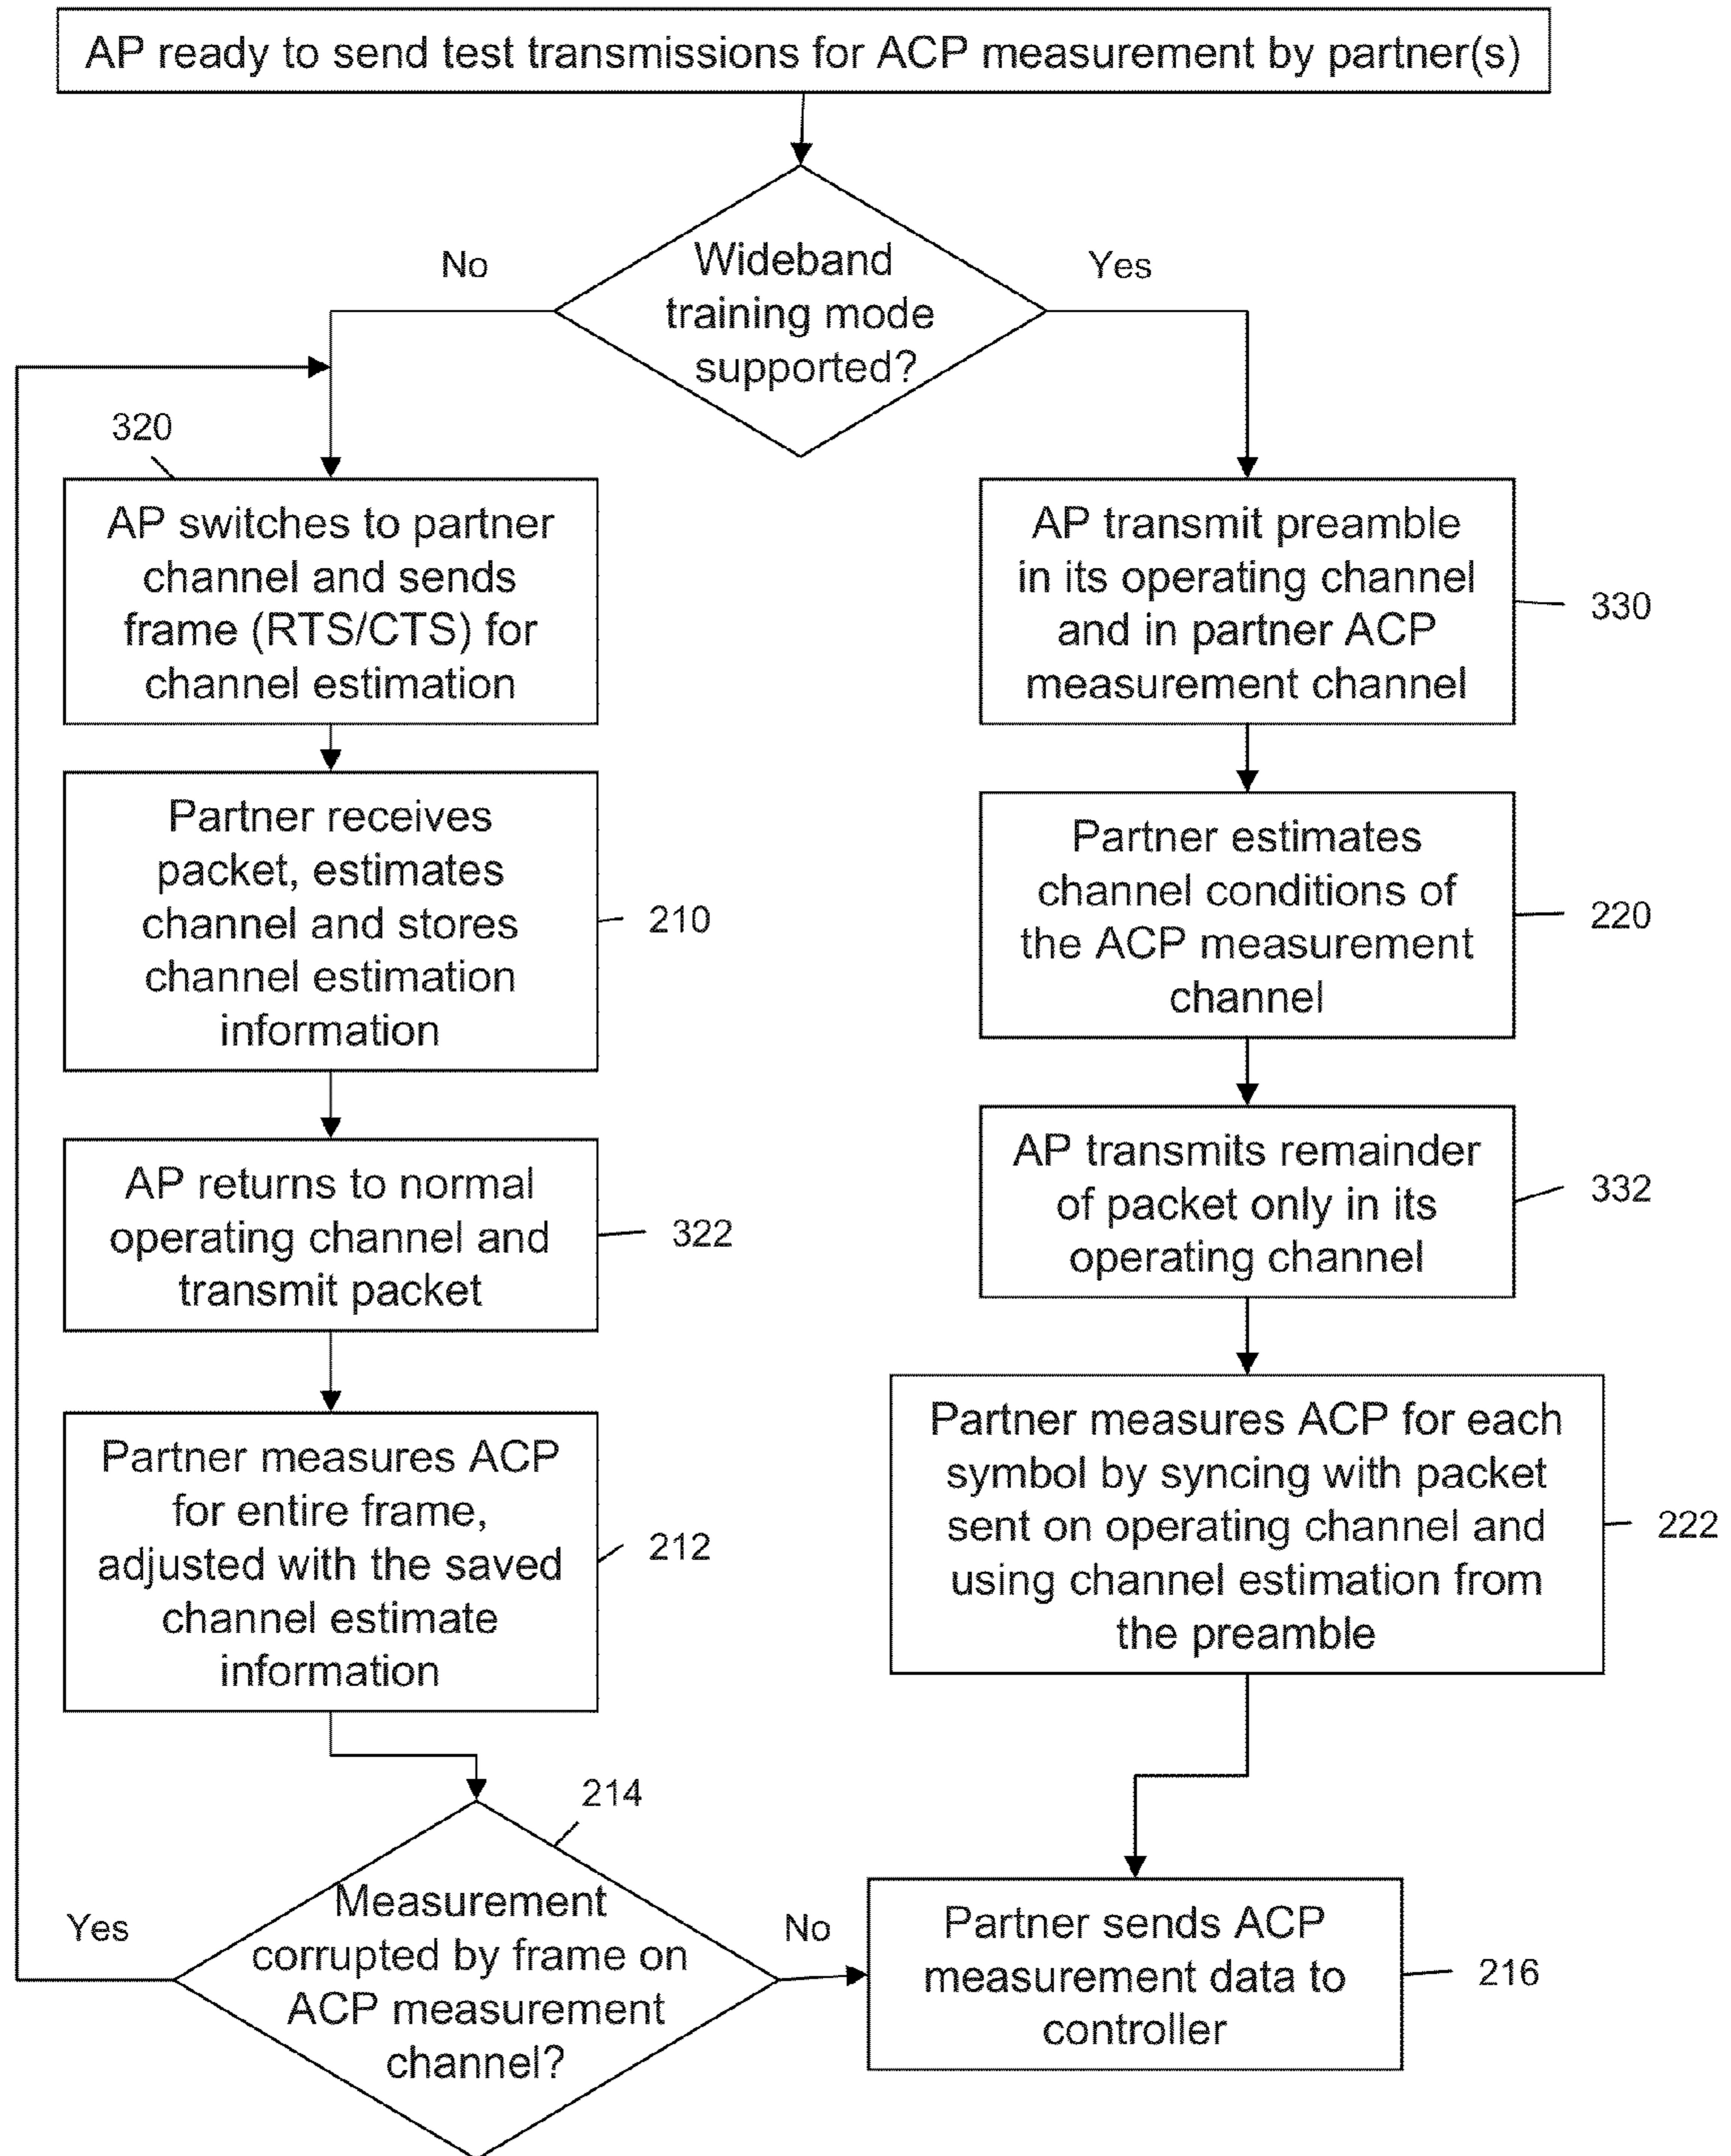 AP ready to send test transmissions for ACP measurement by partner(s)
No
Wideband
training mode
supported?
Yes
320
AP switches to partner
channel and sends
frame (RTS/CTS) for
channel estimation
AP transmit preamble
in its operating channel
and in partner ACP
measurement channel
330
Partner receives
packet, estimates
channel and stores
channel estimation
information
210
Partner estimates
channel conditions of
the ACP measurement
channel
220
AP returns to normal
operating channel and
transmit packet
322
AP transmits remainder
of packet only in its
operating channel
332
Partner measures ACP
for entire frame,
adjusted with the saved
channel estimate
information
212
Partner measures ACP for each
symbol by syncing with packet
sent on operating channel and
using channel estimation from
the preamble
222
214
Yes
Measurement
corrupted by frame on
ACP measurement
channel?
No
Partner sends ACP
measurement data to
controller
216